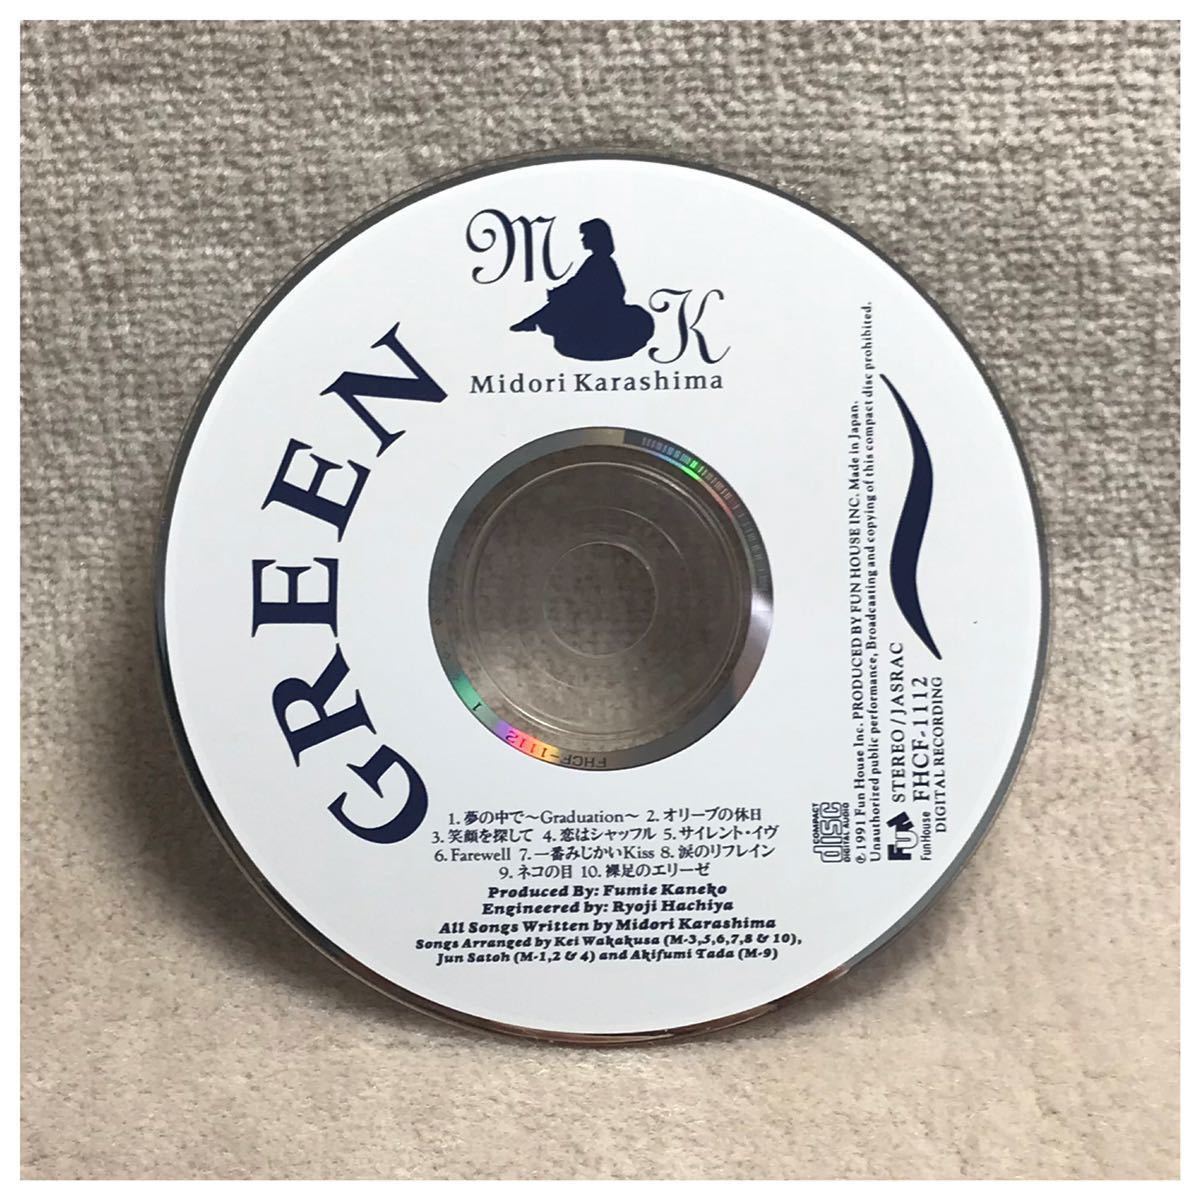 M K
Midori Karashima
GREEN
1. 夢の中で～Graduation～ 2. オリーブの休日
3. 笑顔を探して 4. 恋はシャッフル 5. サイレント・イヴ
6. Farewell 7. 一番みじかいKiss 8. 涙のリフレイン
9. ネコの目 10. 裸足のエリーゼ
Produced By: Fumie Kaneko
Engineered by: Ryoji Hachiya
All Songs Written by Midori Karashima
Songs Arranged by Kei Wakakusa (M-3,5,6,7,8 & 10),
Jun Satoh (M-1,2 & 4) and Akifumi Tada (M-9)
COMPACT
disc
DIGITAL AUDIO
℗ 1991 Fun House Inc. PRODUCED BY FUN HOUSE INC. Made in Japan.
Unauthorized public performance, Broadcasting and copying of this compact disc prohibited.
FUN
FunHouse
STEREO/JASRAC
FHCF-1112
DIGITAL RECORDING
FHCF-1112 1